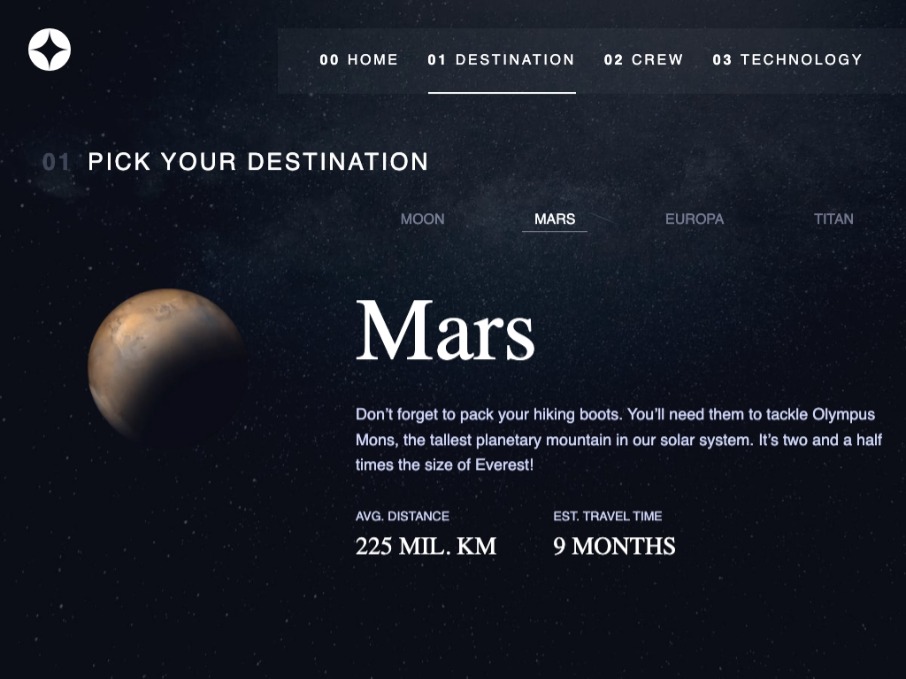 00 HOME 01 DESTINATION 02 CREW 03 TECHNOLOGY
01 PICK YOUR DESTINATION
MOON MARS EUROPA TITAN
Mars
Don’t forget to pack your hiking boots. You’ll need them to tackle Olympus
Mons, the tallest planetary mountain in our solar system. It’s two and a half
times the size of Everest!
AVG. DISTANCE EST. TRAVEL TIME
225 MIL. KM 9 MONTHS